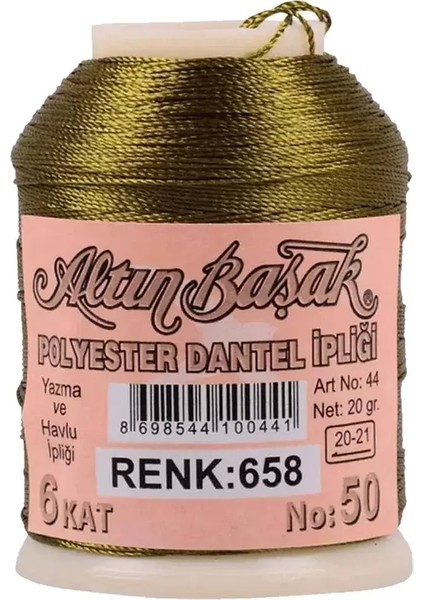 Altın Başak ®
POLYESTER DANTEL İPLİĞİ
Yazma
ve
Havlu
İpliği
8 698544 100441
Art No: 44
Net: 20 gr.
20-21
RENK:658
6 KAT
No: 50